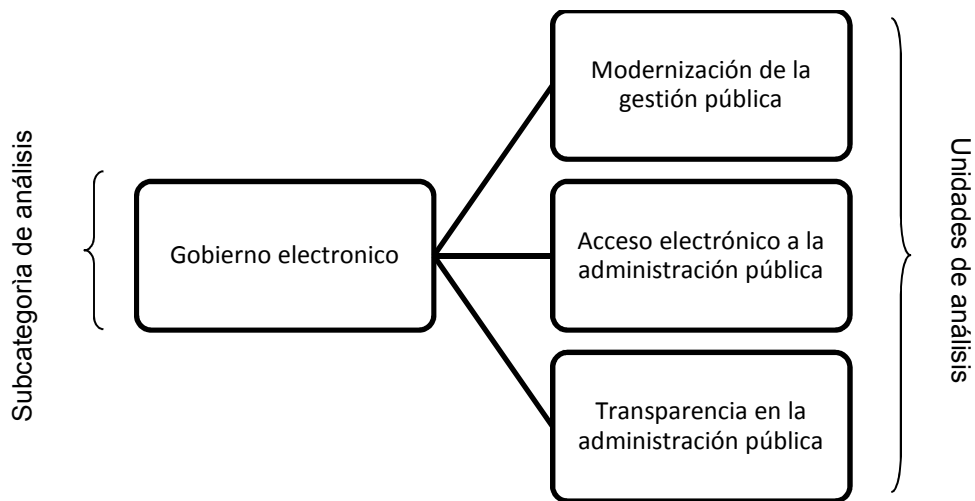 Subcategoría de análisis
Gobierno electronico
Modernización de la
gestión pública
Acceso electrónico a la
administración pública
Transparencia en la
administración pública
Unidades de análisis